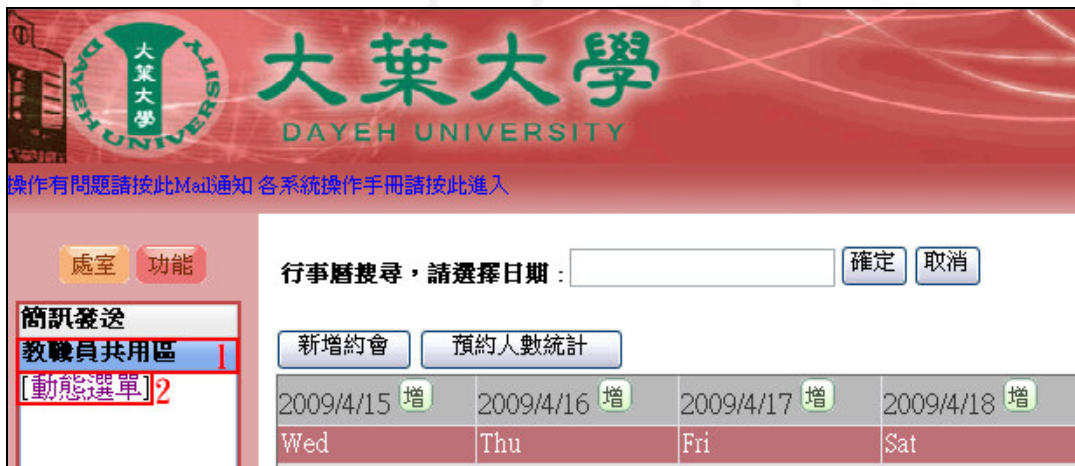 大葉大學
DAYEH UNIVERSITY
大葉大學
DAYEH UNIVERSITY
操作有問題請按此Mail通知 各系統操作手冊請按此進入
處室 功能
行事曆搜尋，請選擇日期 : 確定 取消
簡訊發送
教職員共用區 1
[動態選單] 2
新增約會 預約人數統計
2009/4/15 增 2009/4/16 增 2009/4/17 增 2009/4/18 增
Wed Thu Fri Sat